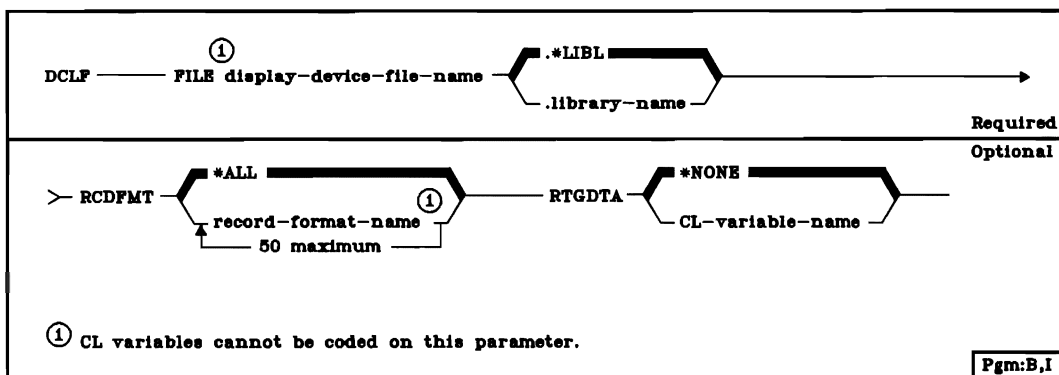 ①
.*LIBL
DCLF FILE display-device-file-name
.library-name
Required
Optional
*ALL *NONE
RCDFMT RTGDTA
record-format-name ① CL-variable-name
50 maximum
① CL variables cannot be coded on this parameter.
Pgm:B,I